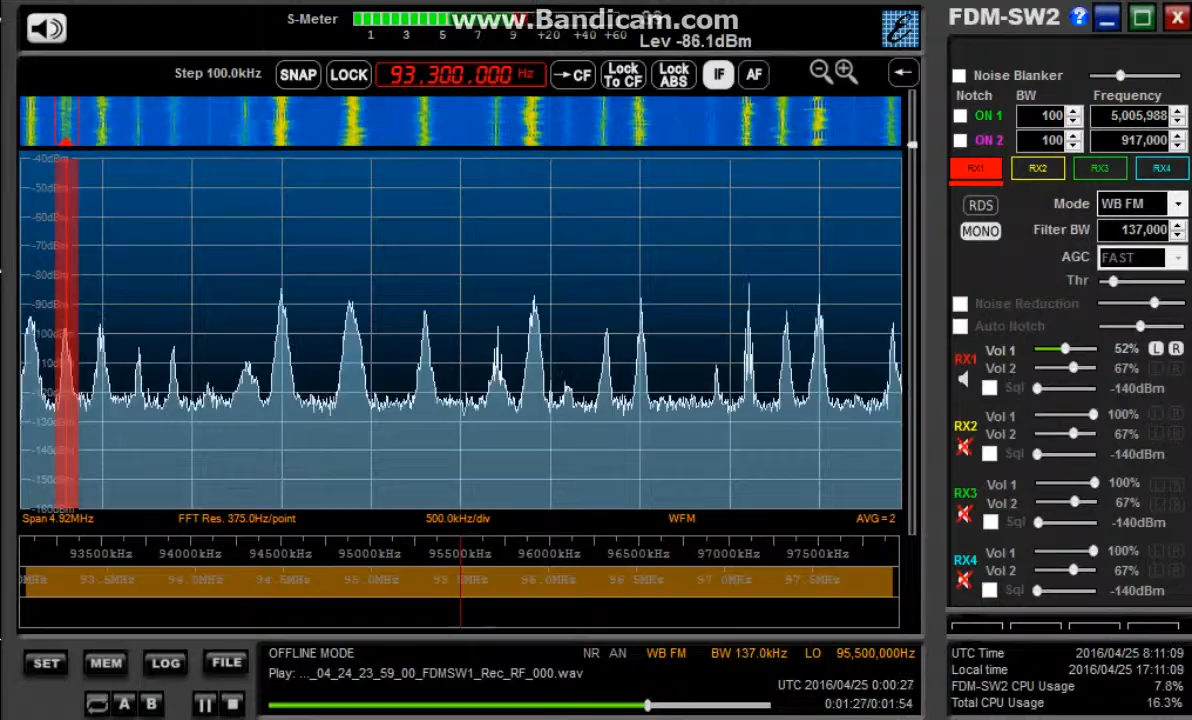 www.Bandicam.com
S-Meter
1 3 5 7 9 +20 +40 +60
Lev -86.1dBm
FDM-SW2
?
X
Step 100.0kHz
SNAP
LOCK
93,300.000 Hz
→CF
Lock To CF
Lock ABS
IF
AF
Noise Blanker
Notch BW Frequency
ON 1 100 5,005,988
ON 2 100 917,000
RX1 RX2 RX3 RX4
RDS Mode WB FM
MONO Filter BW 137,000
AGC FAST
Thr
Noise Reduction
Auto Notch
RX1 Vol 1 52% L R
Vol 2 67% L R
Sql -140dBm
RX2 Vol 1 100% L R
Vol 2 67% L R
Sql -140dBm
RX3 Vol 1 100% L R
Vol 2 67% L R
Sql -140dBm
RX4 Vol 1 100% L R
Vol 2 67% L R
Sql -140dBm
-40dBm
-50dBm
-60dBm
-70dBm
-80dBm
-90dBm
-100dBm
-110dBm
-120dBm
-130dBm
-140dBm
-150dBm
-160dBm
Span 4.92MHz FFT Res. 375.0Hz/point 500.0kHz/div WFM AVG=2
93500kHz 94000kHz 94500kHz 95000kHz 95500kHz 96000kHz 96500kHz 97000kHz 97500kHz
93.5MHz 94.0MHz 94.5MHz 95.0MHz 96.0MHz 96.5MHz 97.0MHz 97.5MHz
SET
MEM
LOG
FILE
A
B
OFFLINE MODE NR AN WB FM BW 137.0kHz LO 95,500,000Hz
Play: ..._04_24_23_59_00_FDMSW1_Rec_RF_000.wav
UTC 2016/04/25 0:00:27
0:01:27/0:01:54
UTC Time 2016/04/25 8:11:09
Local time 2016/04/25 17:11:09
FDM-SW2 CPU Usage 7.8%
Total CPU Usage 16.3%